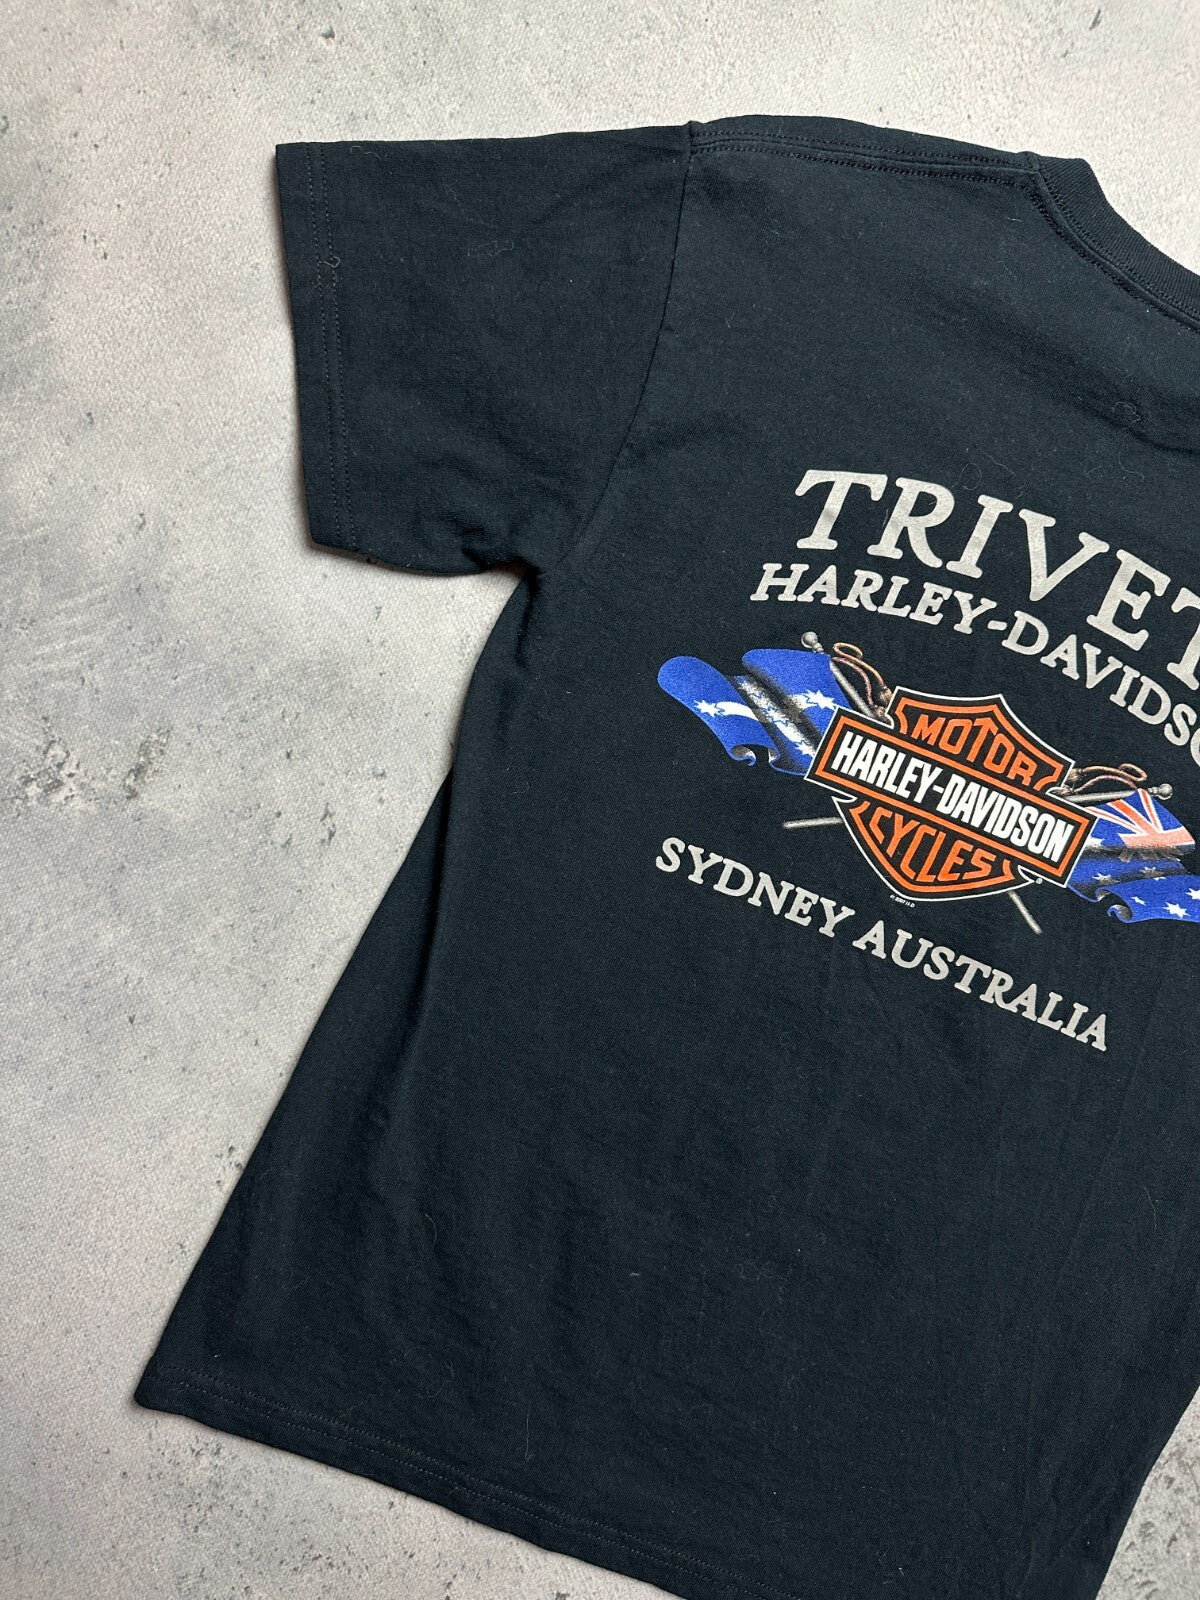 TRIVET
HARLEY-DAVIDSO
MOTOR
HARLEY-DAVIDSON
CYCLES
SYDNEY AUSTRALIA